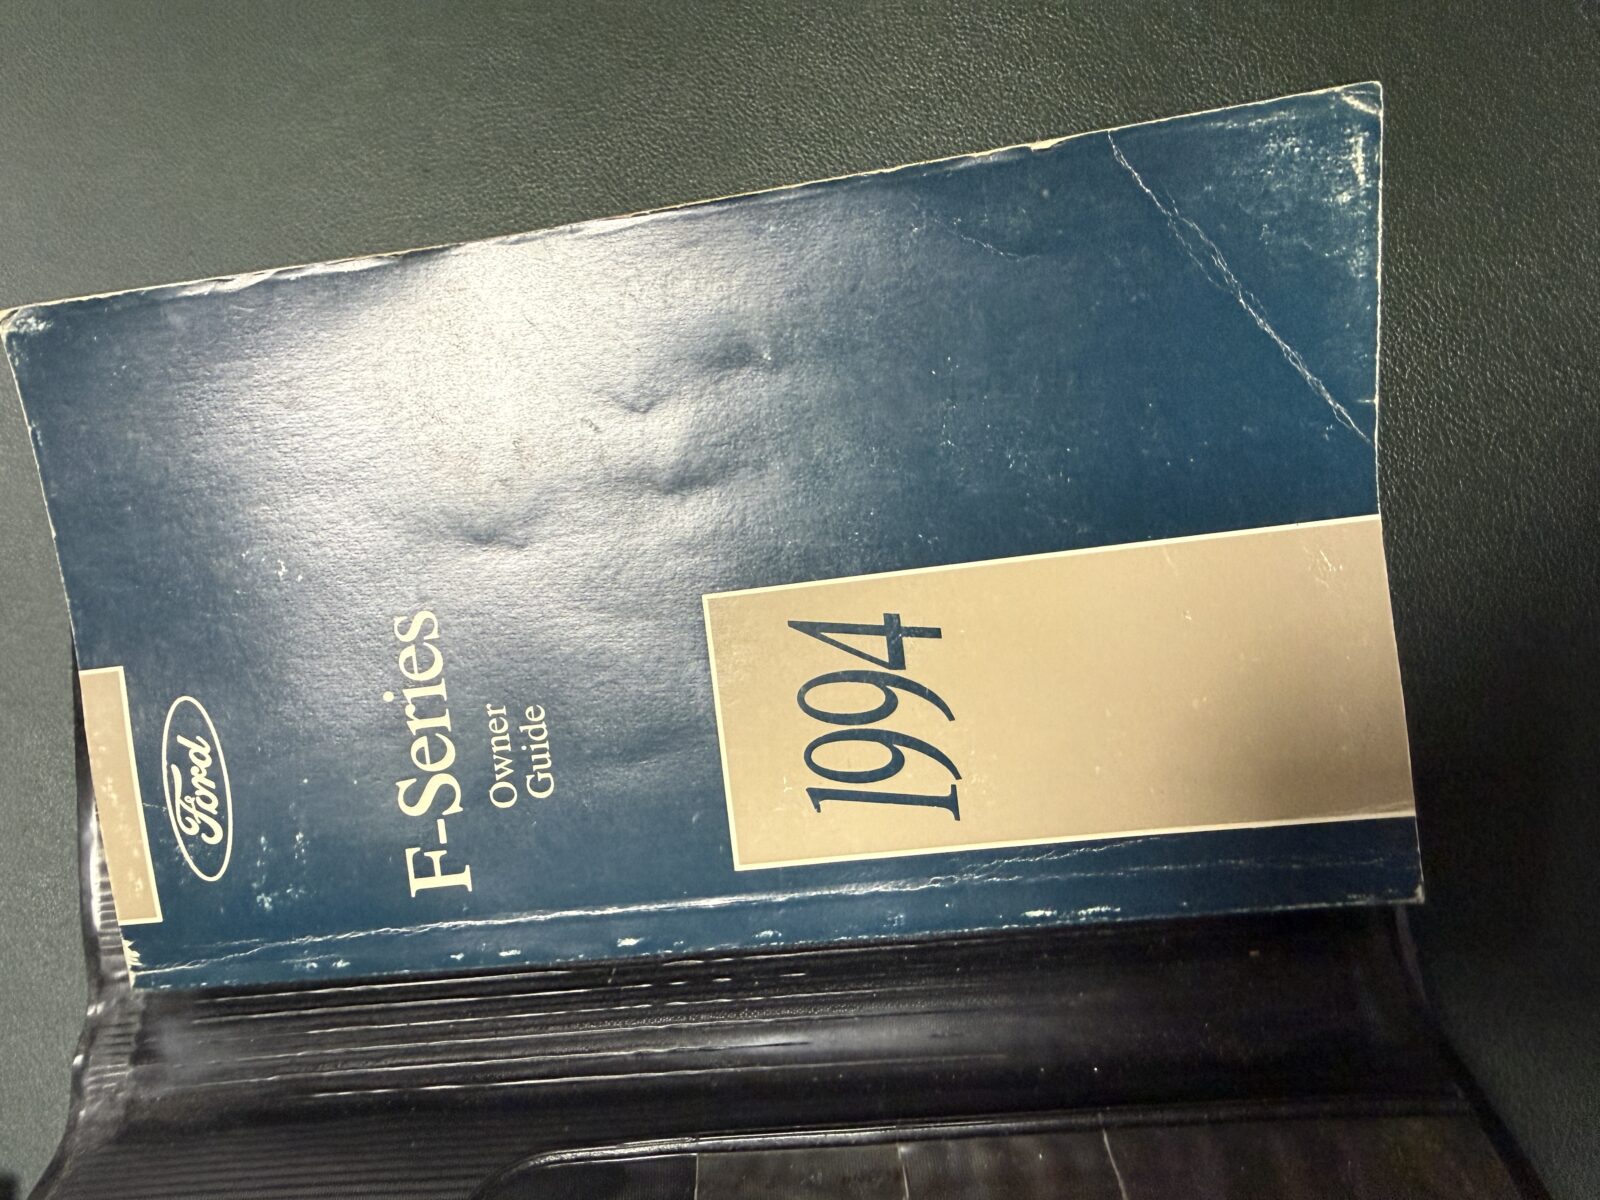 Ford
F-Series
Owner
Guide
1994